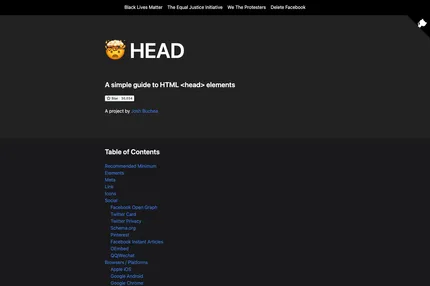 Black Lives Matter The Equal Justice Initiative We The Protesters Delete Facebook
HEAD
A simple guide to HTML <head> elements
Star
A project by Josh Buchea
Table of Contents
Recommended Minimum
Elements
Meta
Link
Icons
Social
Facebook Open Graph
Twitter Card
Twitter Privacy
Schema.org
Pinterest
Facebook Instant Articles
OEmbed
QQ/Wechat
Browsers / Platforms
Apple iOS
Google Android
Google Chrome